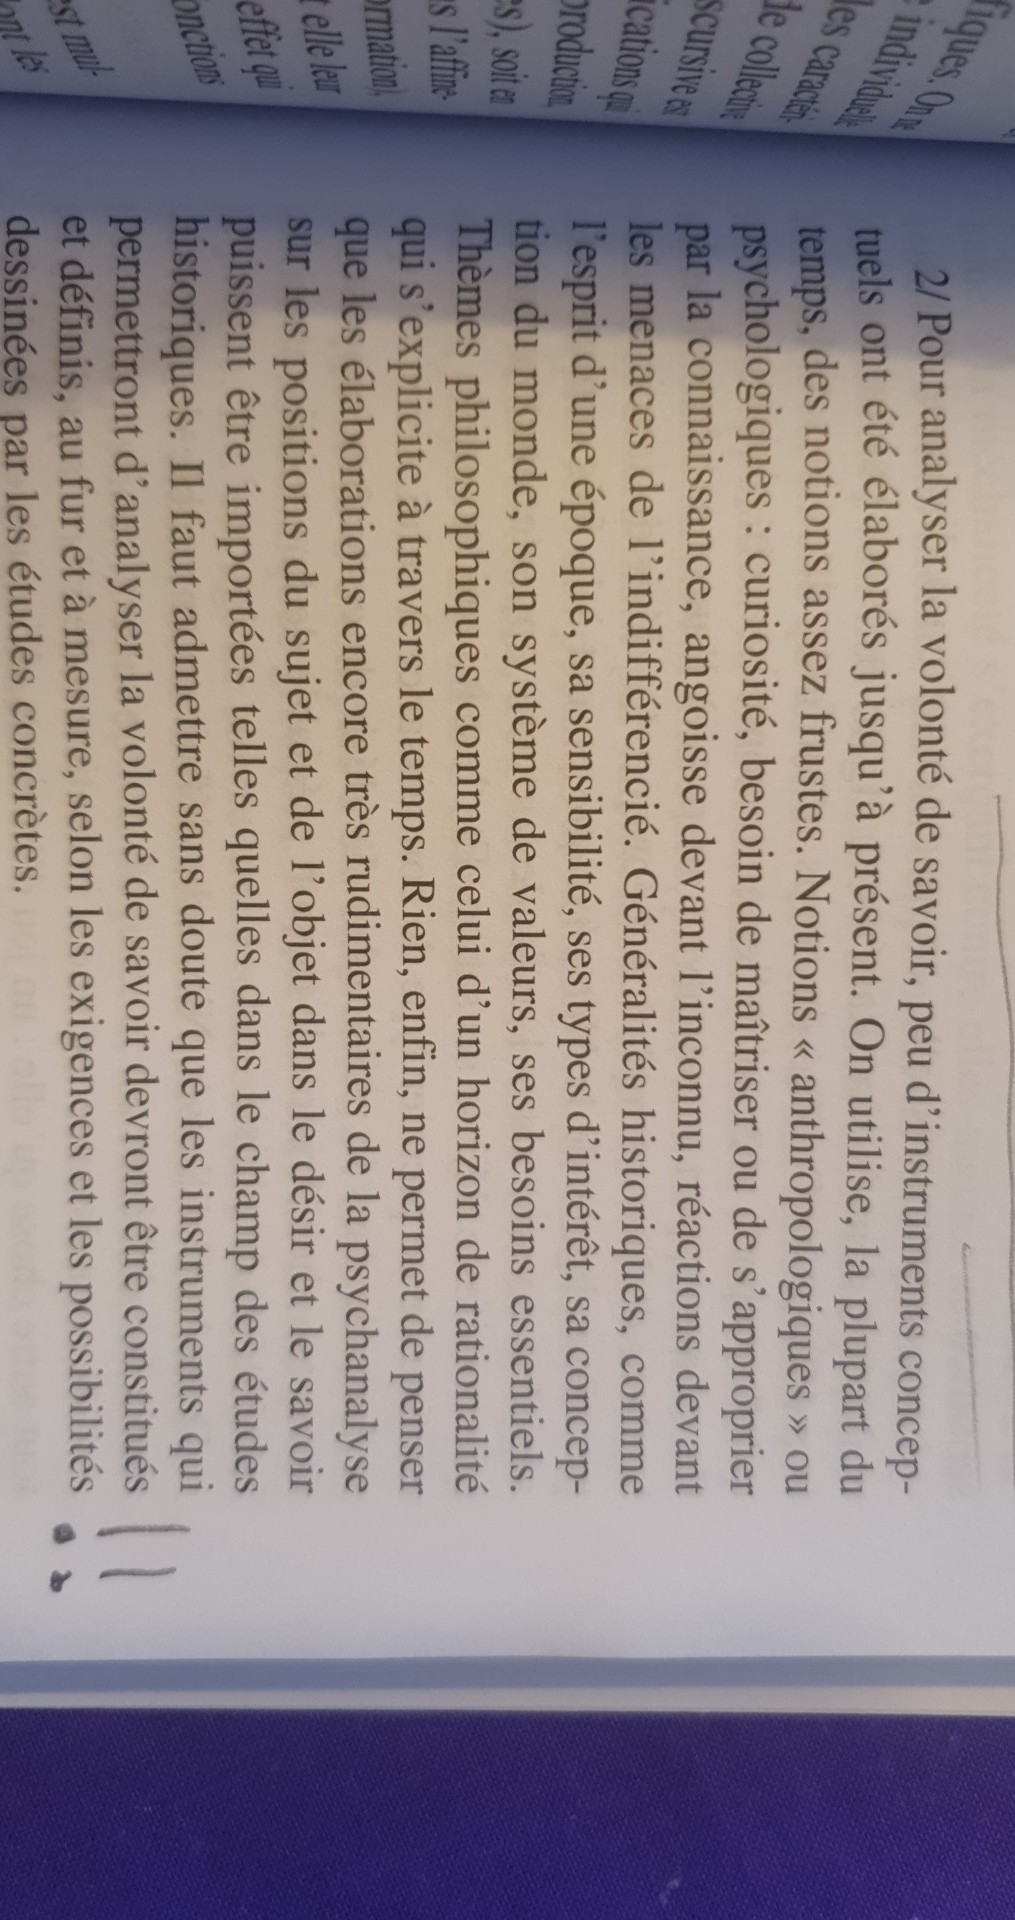 fiques. On ne
individuelle
les caractér-
de collective
scursive est
ications qui
production
es), soit en
s l'affine-
ormation,
t elle leur
effet qui
onctions
est mul-
ont les
2/ Pour analyser la volonté de savoir, peu d'instruments concep-
tuels ont été élaborés jusqu'à présent. On utilise, la plupart du
temps, des notions assez frustes. Notions « anthropologiques » ou
psychologiques : curiosité, besoin de maîtriser ou de s'approprier
par la connaissance, angoisse devant l'inconnu, réactions devant
les menaces de l'indifférencié. Généralités historiques, comme
l'esprit d'une époque, sa sensibilité, ses types d'intérêt, sa concep-
tion du monde, son système de valeurs, ses besoins essentiels.
Thèmes philosophiques comme celui d'un horizon de rationalité
qui s'explicite à travers le temps. Rien, enfin, ne permet de penser
que les élaborations encore très rudimentaires de la psychanalyse
sur les positions du sujet et de l'objet dans le désir et le savoir
puissent être importées telles quelles dans le champ des études
historiques. Il faut admettre sans doute que les instruments qui
permettront d'analyser la volonté de savoir devront être constitués
et définis, au fur et à mesure, selon les exigences et les possibilités
dessinées par les études concrètes.
!!